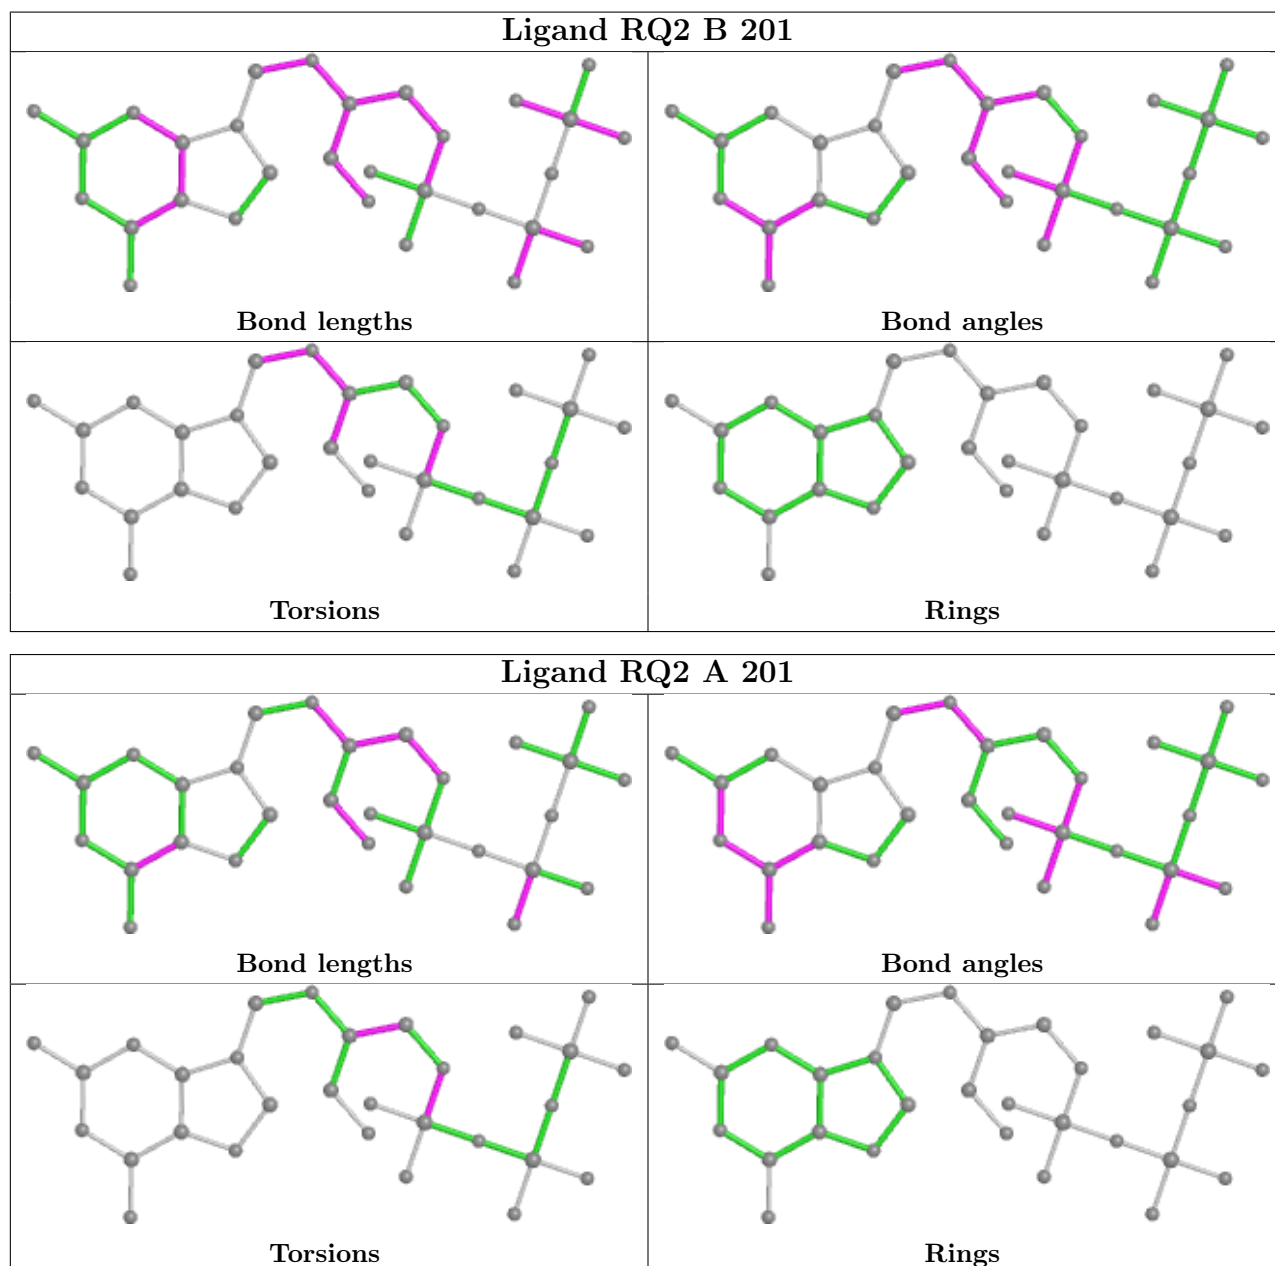 Ligand RQ2 B 201
Bond lengths
Bond angles
Torsions
Rings
Ligand RQ2 A 201
Bond lengths
Bond angles
Torsions
Rings